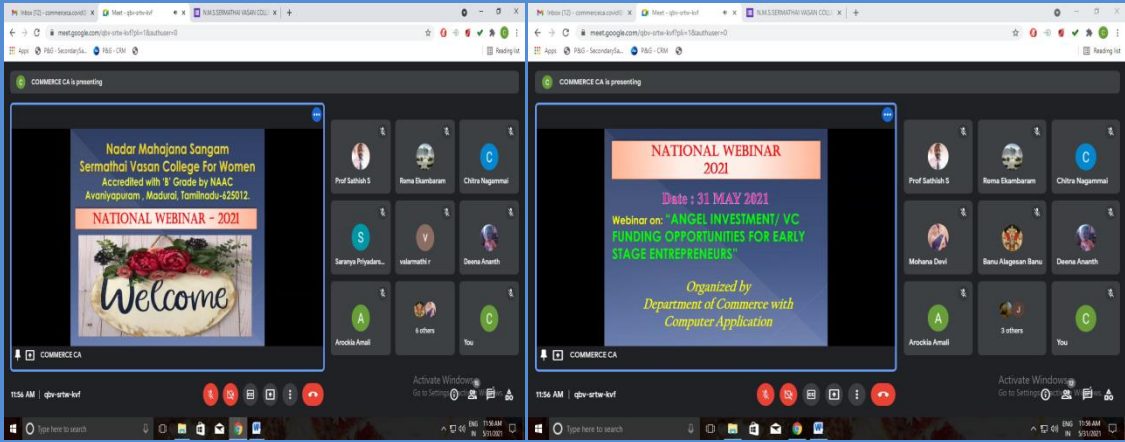 Inbox (12) - commerceca.covid1
Meet - qbv-srtw-kvf
N.M.S.SERMATHAI VASAN COLL
meet.google.com/qbv-srtw-kvf?pli=1&authuser=0
Apps
P&G - SecondarySa...
P&G - CRM
Reading list
COMMERCE CA is presenting
Nadar Mahajana Sangam
Sermathai Vasan College For Women
Accredited with 'B' Grade by NAAC
Avaniyapuram , Madurai, Tamilnadu-625012.
NATIONAL WEBINAR - 2021
Welcome
Prof Sathish S
Rema Ekambaram
Chitra Nagammai
Saranya Priyadars...
valarmathi r
Deena Ananth
Arockia Amali
6 others
You
COMMERCE CA
11:56 AM | qbv-srtw-kvf
Activate Windows
Go to Settings
Type here to search
ENG
IN
11:56 AM
5/31/2021
Inbox (12) - commerceca.covid1
Meet - qbv-srtw-kvf
N.M.S.SERMATHAI VASAN COLL
meet.google.com/qbv-srtw-kvf?pli=1&authuser=0
Apps
P&G - SecondarySa...
P&G - CRM
Reading list
COMMERCE CA is presenting
NATIONAL WEBINAR
2021
Date : 31 MAY 2021
Webinar on: "ANGEL INVESTMENT/ VC
FUNDING OPPORTUNITIES FOR EARLY
STAGE ENTREPRENEURS"
Organized by
Department of Commerce with
Computer Application
Prof Sathish S
Rema Ekambaram
Chitra Nagammai
Mohana Devi
Banu Alagesan Banu
Deena Ananth
Arockia Amali
3 others
You
COMMERCE CA
11:56 AM | qbv-srtw-kvf
Activate Windows
Go to Settings
Type here to search
ENG
IN
11:56 AM
5/31/2021